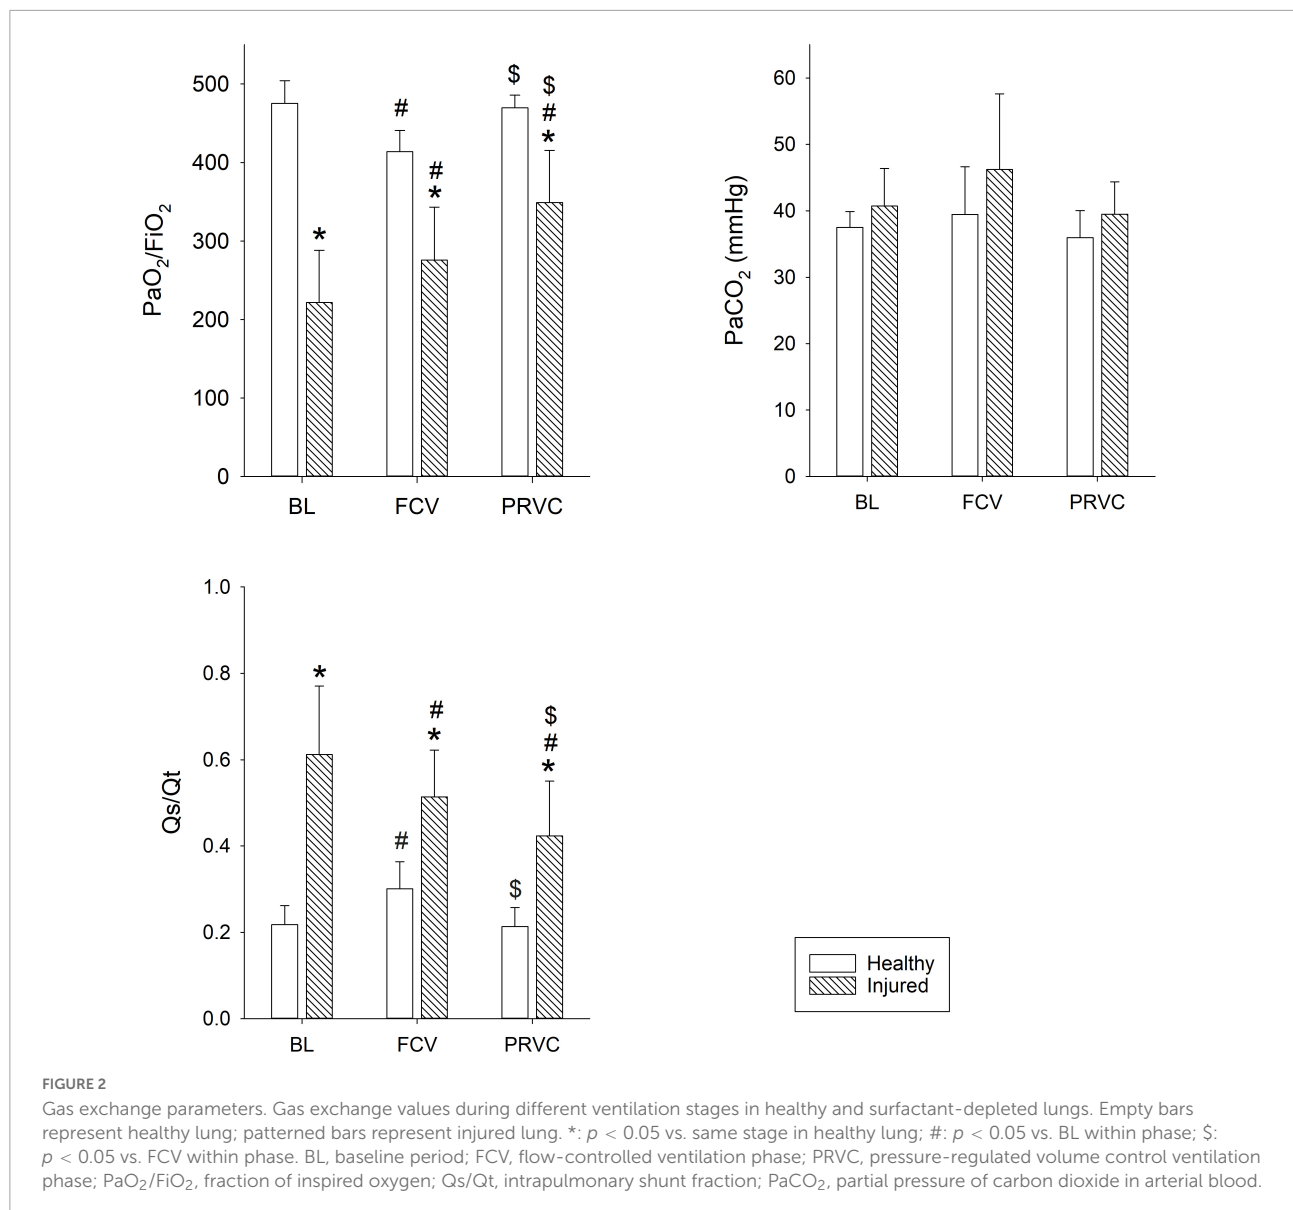 500
400
300
200
100
0
PaO2/FiO2
*
#
#
*
$
$
#
*
BL
FCV
PRVC
60
50
40
30
20
10
0
PaCO2 (mmHg)
BL
FCV
PRVC
1.0
0.8
0.6
0.4
0.2
0.0
Qs/Qt
*
#
#
*
$
$
#
*
BL
FCV
PRVC
Healthy
Injured
FIGURE 2
Gas exchange parameters. Gas exchange values during different ventilation stages in healthy and surfactant-depleted lungs. Empty bars
represent healthy lung; patterned bars represent injured lung. *: p < 0.05 vs. same stage in healthy lung; #: p < 0.05 vs. BL within phase; $:
p < 0.05 vs. FCV within phase. BL, baseline period; FCV, flow-controlled ventilation phase; PRVC, pressure-regulated volume control ventilation
phase; PaO2/FiO2, fraction of inspired oxygen; Qs/Qt, intrapulmonary shunt fraction; PaCO2, partial pressure of carbon dioxide in arterial blood.